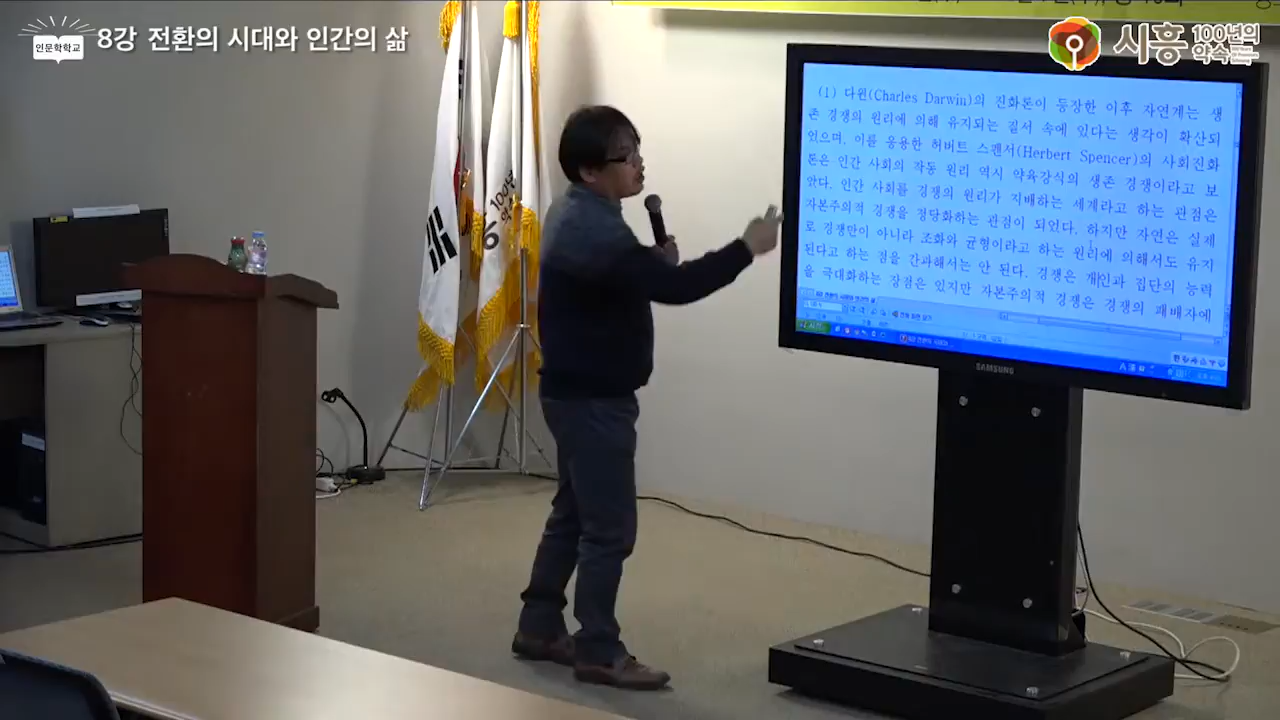 인문학학교
8강 전환의 시대와 인간의 삶
시흥 100년의
약속
100년
약속
(1) 다윈(Charles Darwin)의 진화론이 등장한 이후 자연계는 생
존 경쟁의 원리에 의해 유지되는 질서 속에 있다는 생각이 확산되
었으며, 이를 응용한 허버트 스펜서(Herbert Spencer)의 사회진화
론은 인간 사회의 작동 원리 역시 약육강식의 생존 경쟁이라고 보
았다. 인간 사회를 경쟁의 원리가 지배하는 세계라고 하는 관점은
자본주의적 경쟁을 정당화하는 관점이 되었다. 하지만 자연은 실제
로 경쟁만이 아니라 조화와 균형이라고 하는 원리에 의해서도 유지
된다고 하는 점을 간과해서는 안 된다. 경쟁은 개인과 집단의 능력
을 극대화하는 장점은 있지만 자본주의적 경쟁은 경쟁의 패배자에
SAMSUNG